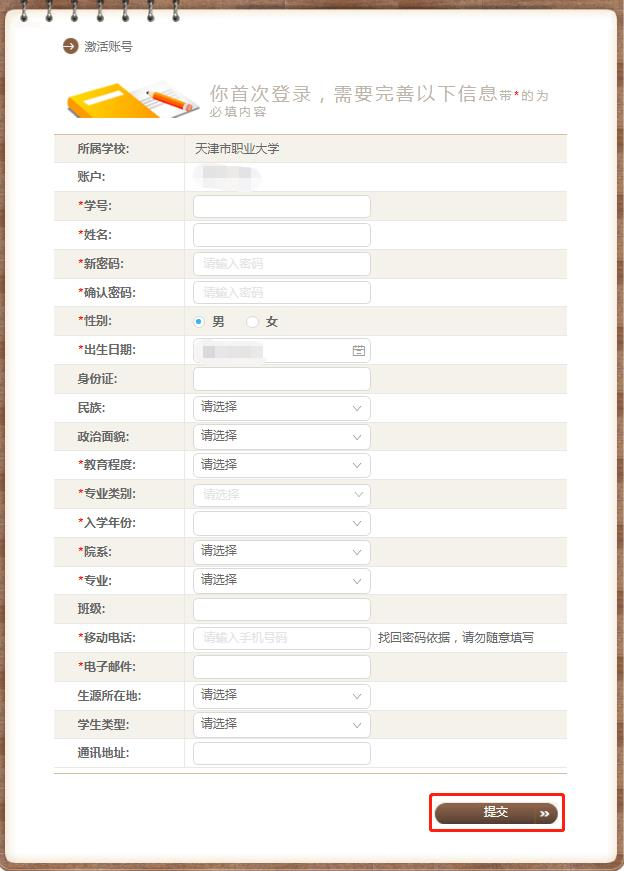 激活账号
你首次登录，需要完善以下信息带*的为
必填内容
所属学校: 天津市职业大学
账户:
*学号:
*姓名:
*新密码: 请输入密码
*确认密码: 请输入密码
*性别: 男 女
*出生日期:
身份证:
民族: 请选择
政治面貌: 请选择
*教育程度: 请选择
*专业类别: 请选择
*入学年份:
*院系: 请选择
*专业: 请选择
班级:
*移动电话: 请输入手机号码 找回密码依据，请勿随意填写
*电子邮件:
生源所在地: 请选择
学生类型: 请选择
通讯地址:
提交 »